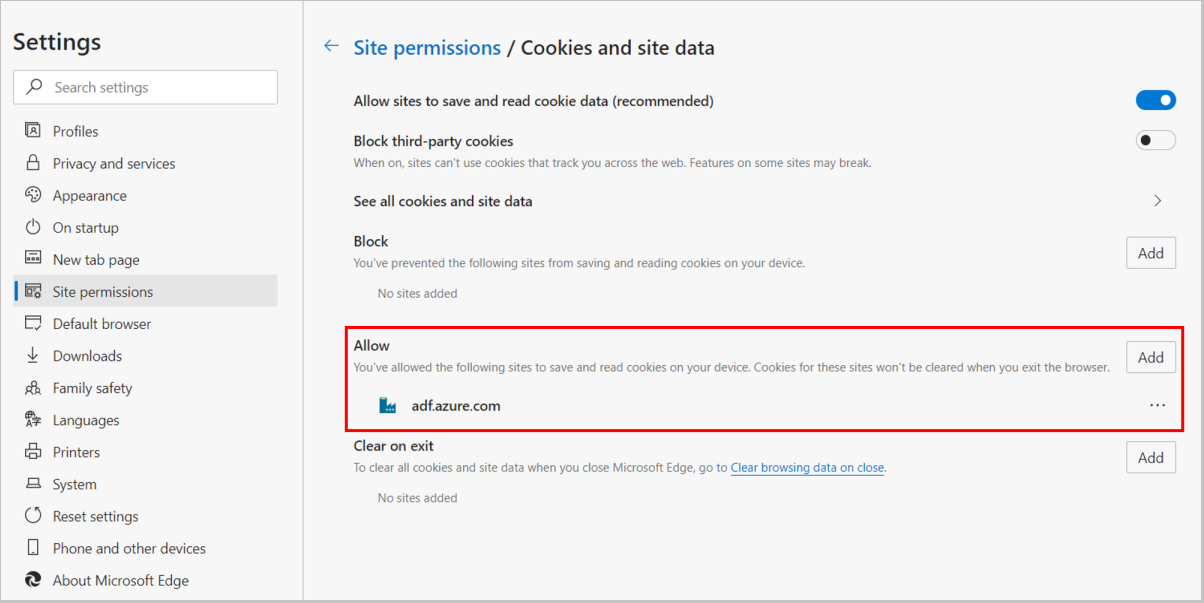 Settings
Search settings
Profiles
Privacy and services
Appearance
On startup
New tab page
Site permissions
Default browser
Downloads
Family safety
Languages
Printers
System
Reset settings
Phone and other devices
About Microsoft Edge
Site permissions / Cookies and site data
Allow sites to save and read cookie data (recommended)
Block third-party cookies
When on, sites can't use cookies that track you across the web. Features on some sites may break.
See all cookies and site data
Block
Add
You've prevented the following sites from saving and reading cookies on your device.
No sites added
Allow
Add
You've allowed the following sites to save and read cookies on your device. Cookies for these sites won't be cleared when you exit the browser.
adf.azure.com
Clear on exit
Add
To clear all cookies and site data when you close Microsoft Edge, go to Clear browsing data on close.
No sites added